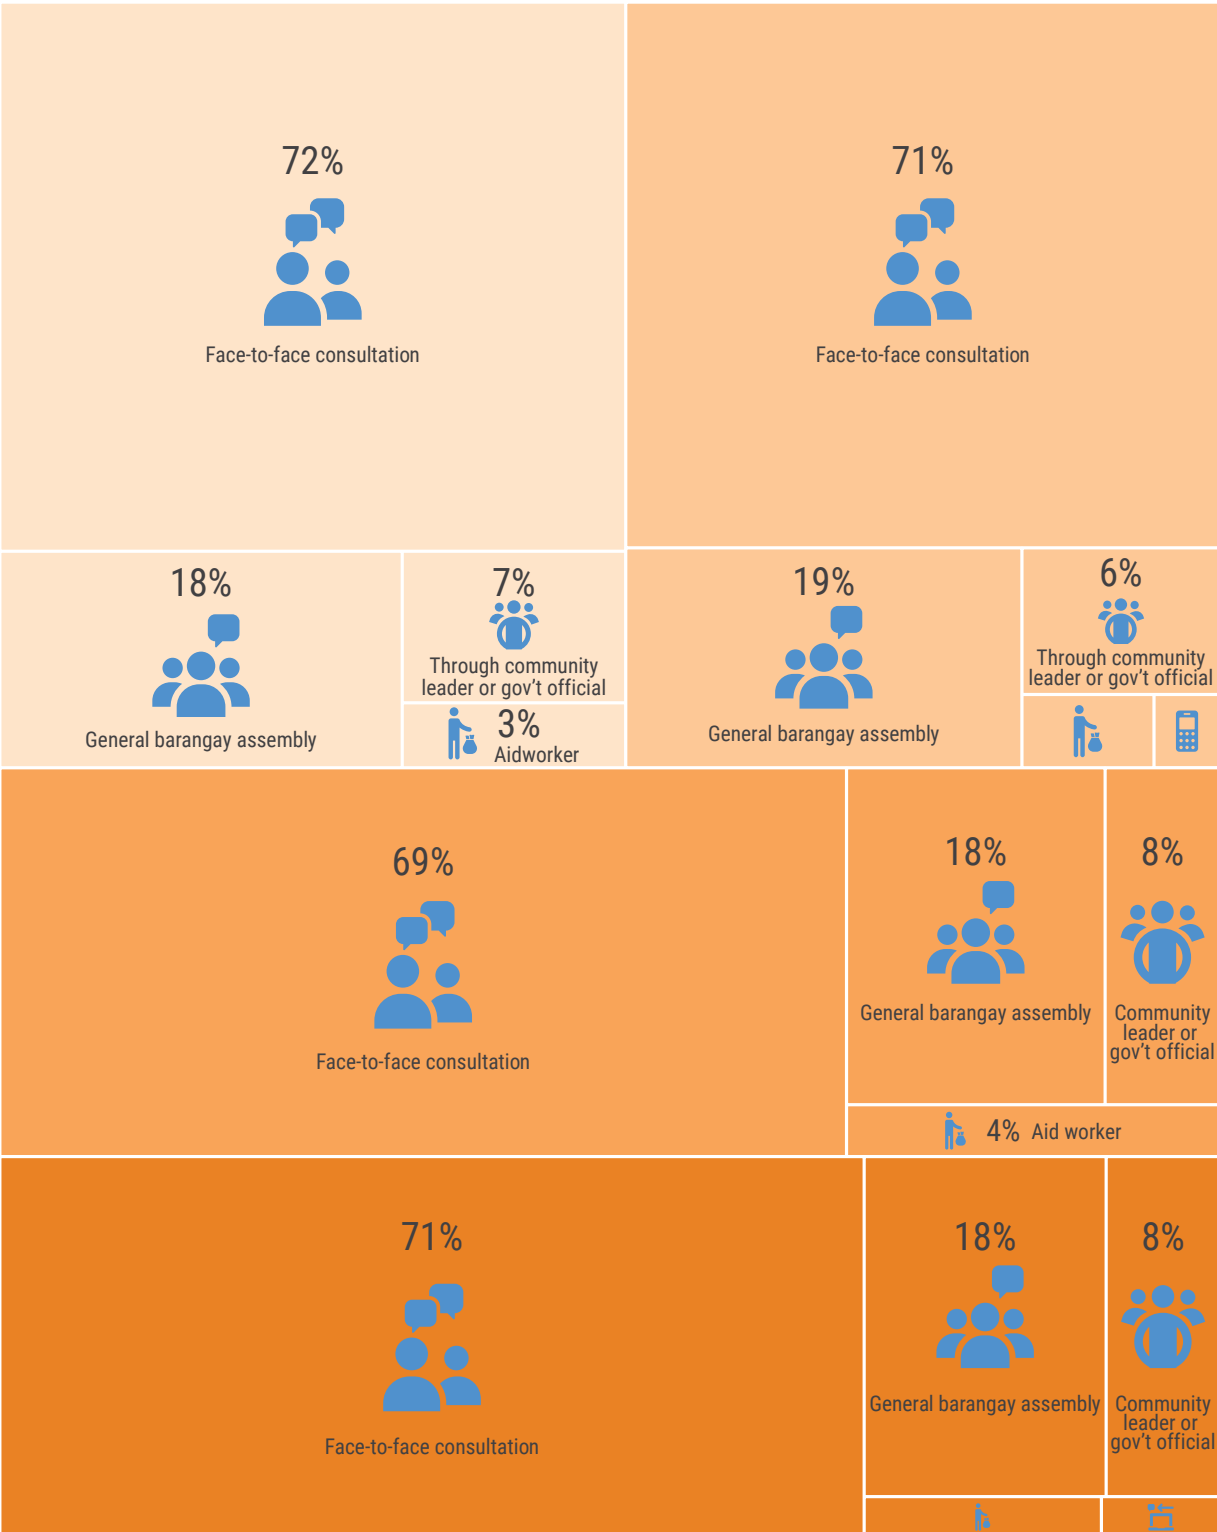 72%
Face-to-face consultation
71%
Face-to-face consultation
18%
General barangay assembly
7%
Through community
leader or gov't official
3%
Aidworker
19%
General barangay assembly
6%
Through community
leader or gov't official
69%
Face-to-face consultation
18%
General barangay assembly
8%
Community
leader or
gov't official
4% Aid worker
71%
Face-to-face consultation
18%
General barangay assembly
8%
Community
leader or
gov't official